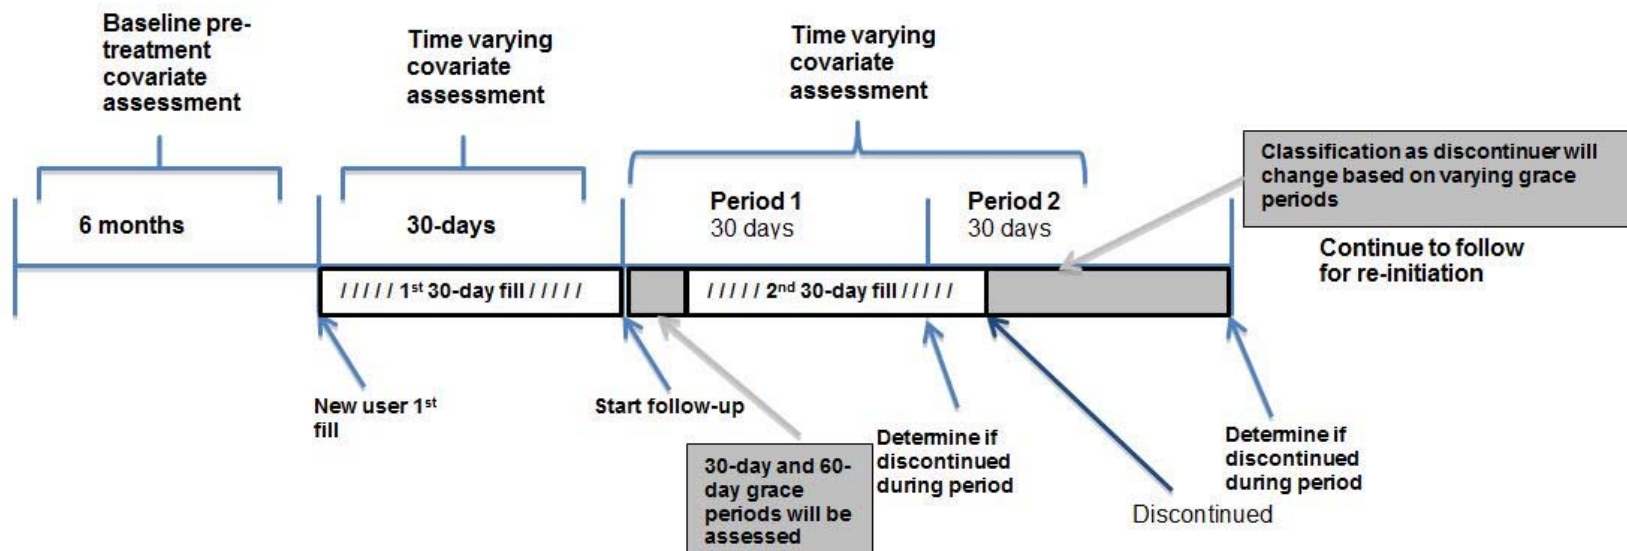 Baseline pre-
treatment
covariate
assessment
Time varying
covariate
assessment
Time varying
covariate
assessment
Classification as discontinuer will
change based on varying grace
periods
6 months
30-days
Period 1
30 days
Period 2
30 days
Continue to follow
for re-initiation
/ / / / / 1st 30-day fill / / / / /
/ / / / / 2nd 30-day fill / / / / /
New user 1st
fill
Start follow-up
30-day and 60-
day grace
periods will be
assessed
Determine if
discontinued
during period
Discontinued
Determine if
discontinued
during period